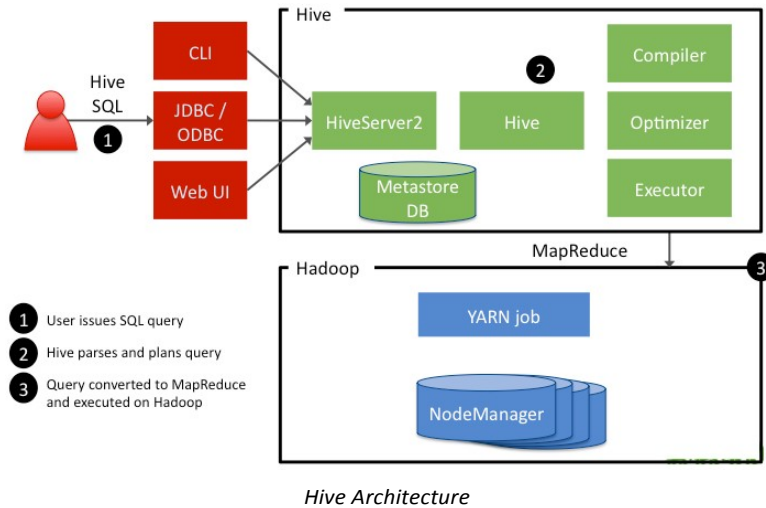 Hive
CLI
Hive
SQL
1
JDBC /
ODBC
Web UI
HiveServer2
2
Hive
Metastore
DB
Compiler
Optimizer
Executor
MapReduce
Hadoop
3
YARN job
NodeManager
1 User issues SQL query
2 Hive parses and plans query
3 Query converted to MapReduce
and executed on Hadoop
Hive Architecture